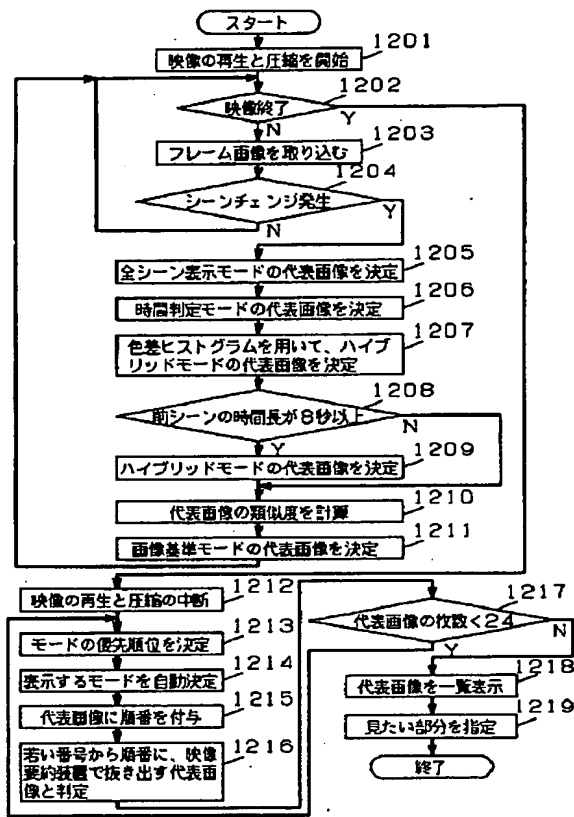 スタート
映像の再生と圧縮を開始
1201
映像終了
1202
Y
N
フレーム画像を取り込む
1203
シーンチェンジ発生
1204
Y
N
全シーン表示モードの代表画像を決定
1205
時間判定モードの代表画像を決定
1206
色差ヒストグラムを用いて、ハイブ
リッドモードの代表画像を決定
1207
前シーンの時間長が8秒以上
1208
N
Y
ハイブリッドモードの代表画像を決定
1209
代表画像の類似度を計算
1210
画像基準モードの代表画像を決定
1211
映像の再生と圧縮の中断
1212
モードの優先順位を決定
1213
表示するモードを自動決定
1214
代表画像に順番を付与
1215
若い番号から順番に、映像
要約装置で抜き出す代表画
像と判定
1216
代表画像の枚数<24
1217
N
Y
代表画像を一覧表示
1218
見たい部分を指定
1219
終了